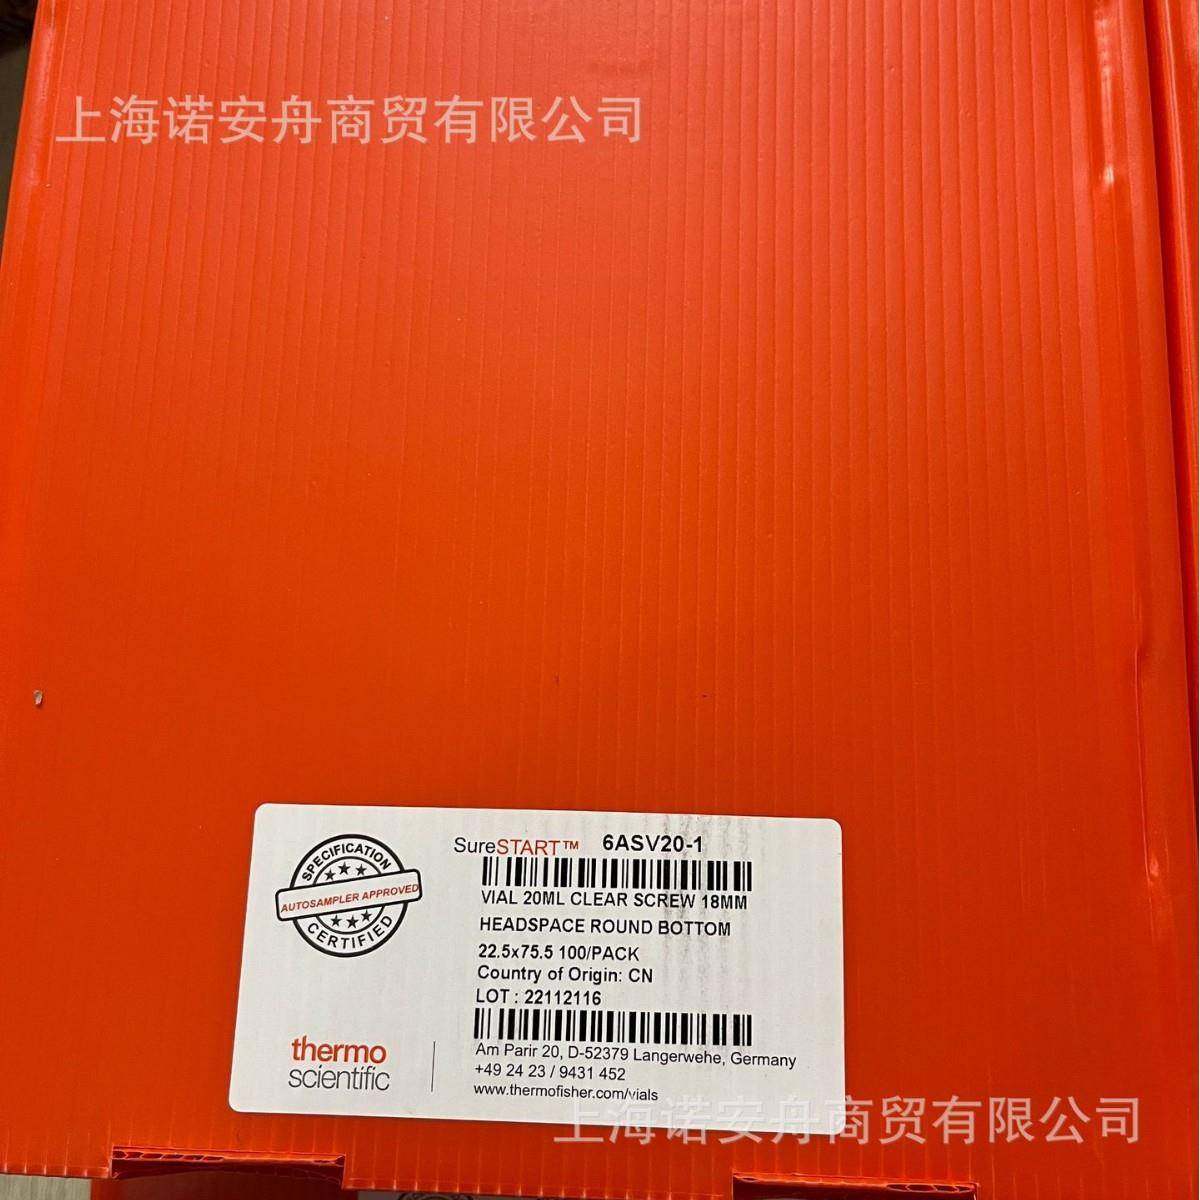 上海诺安舟商贸有限公司
SPECIFICATION
AUTOSAMPLER APPROVED
CERTIFIED
SureSTART™ 6ASV20-1
VIAL 20ML CLEAR SCREW 18MM
HEADSPACE ROUND BOTTOM
22.5x75.5 100/PACK
Country of Origin: CN
LOT : 22112116
thermo
scientific
Am Parir 20, D-52379 Langerwehe, Germany
+49 24 23 / 9431 452
www.thermofisher.com/vials
上海诺安舟商贸有限公司